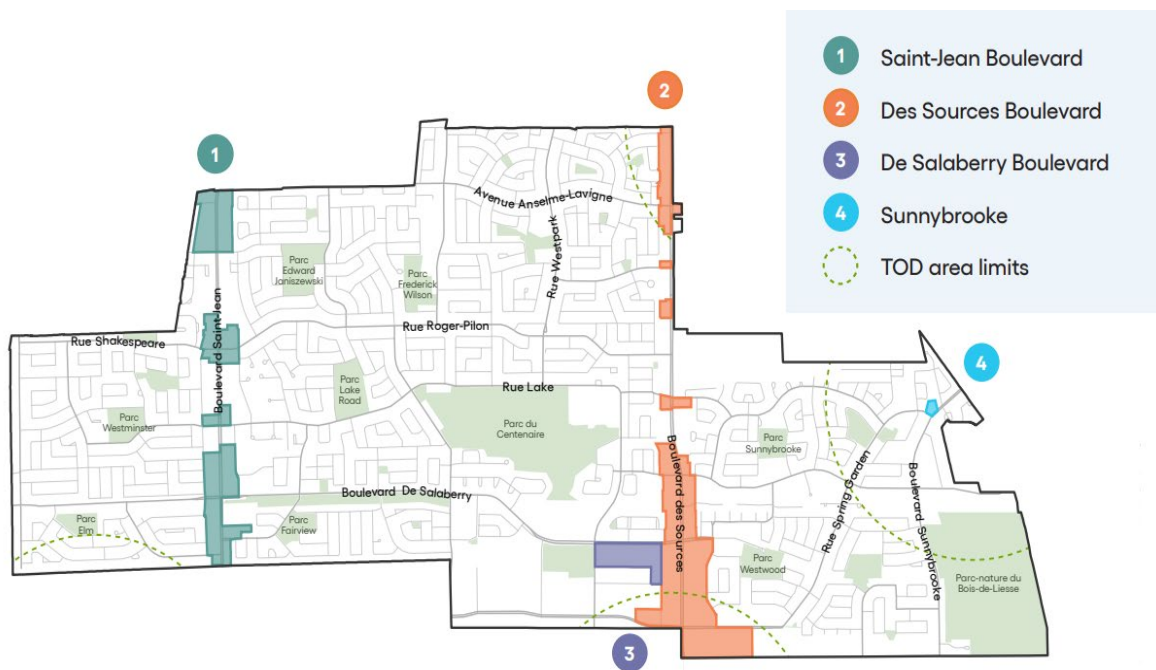 1 Saint-Jean Boulevard
2 Des Sources Boulevard
3 De Salaberry Boulevard
4 Sunnybrooke
TOD area limits
2
1
Avenue Anselme-Lavigne
Rue Westpark
Parc
Edward
Janiszewski
Parc
Frederick
Wilson
Boulevard Saint-Jean
Rue Roger-Pilon
Rue Shakespeare
4
Rue Lake
Parc
Lake
Road
Parc
Westminster
Parc du
Centenaire
Parc
Sunnybrooke
Boulevard des Sources
Rue Spring Garden
Boulevard Sunnybrooke
Boulevard De Salaberry
Parc
Elm
Parc
Fairview
Parc
Westwood
Parc-nature du
Bois-de-Liesse
3